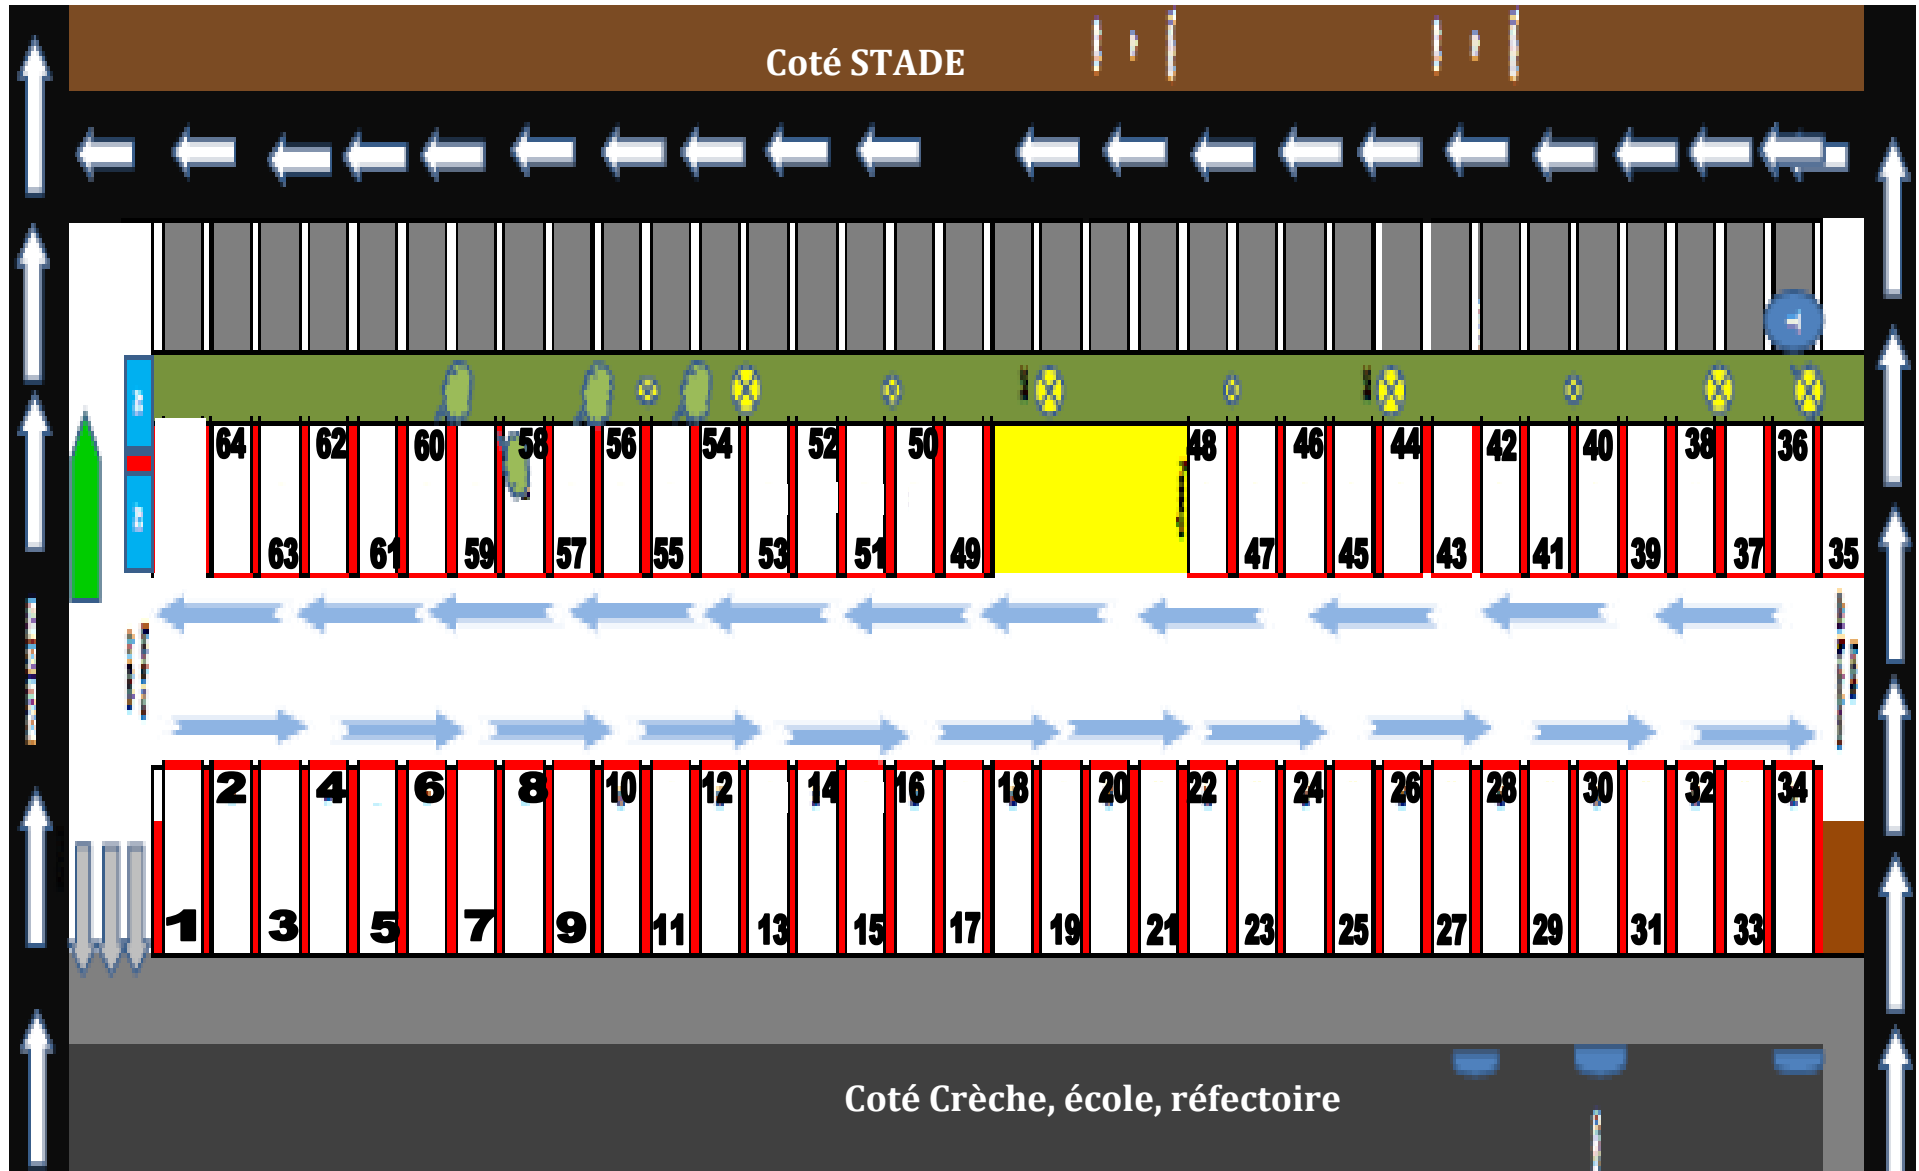 Coté STADE
64 62 60 58 56 54 52 50 48 46 44 42 40 38 36
63 61 59 57 55 53 51 49 47 45 43 41 39 37 35
2 4 6 8 10 12 14 16 18 20 22 24 26 28 30 32 34
1 3 5 7 9 11 13 15 17 19 21 23 25 27 29 31 33
Coté Crèche, école, réfectoire